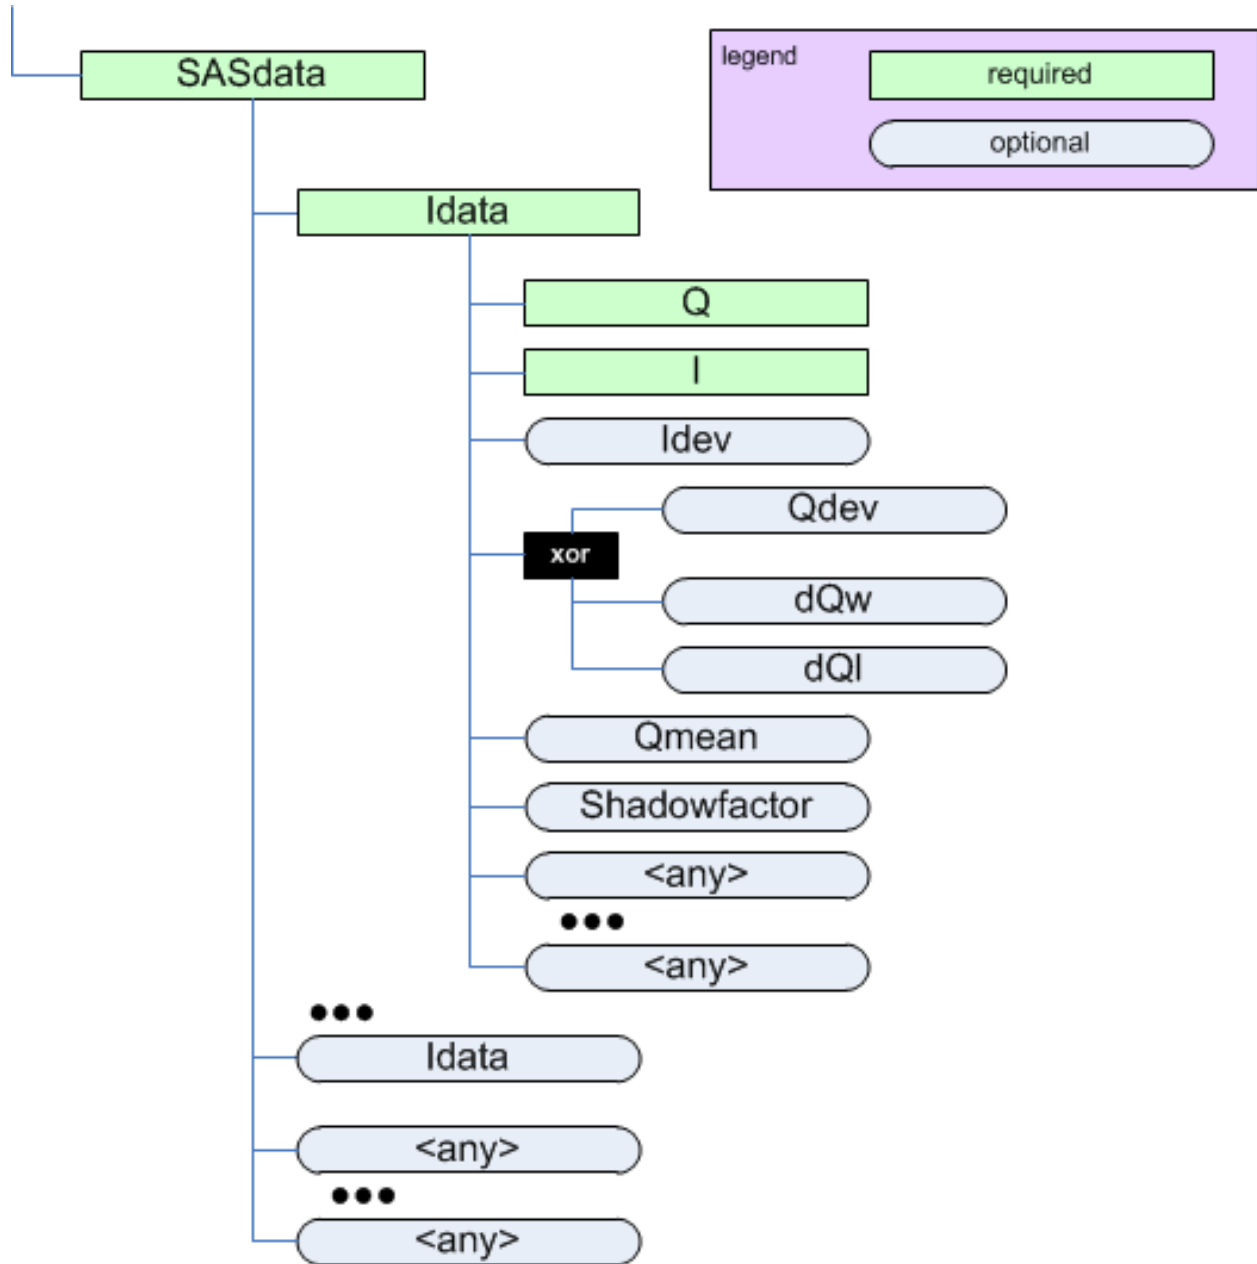 SASdata
legend
required
optional
Idata
Q
I
Idev
Qdev
xor
dQw
dQl
Qmean
Shadowfactor
<any>
•••
<any>
•••
Idata
<any>
•••
<any>